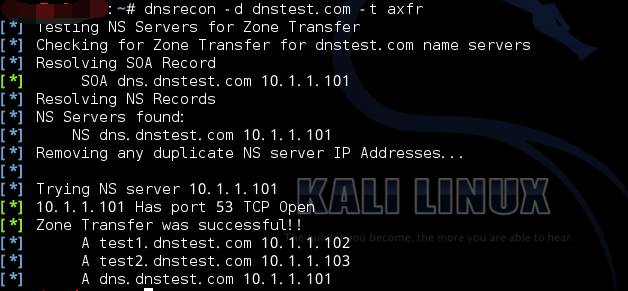 :~# dnsrecon -d dnstest.com -t axfr
[*] Testing NS Servers for Zone Transfer
[*] Checking for Zone Transfer for dnstest.com name servers
[*] Resolving SOA Record
[*] SOA dns.dnstest.com 10.1.1.101
[*] Resolving NS Records
[*] NS Servers found:
[*] NS dns.dnstest.com 10.1.1.101
[*] Removing any duplicate NS server IP Addresses...
[*]
[*] Trying NS server 10.1.1.101
[*] 10.1.1.101 Has port 53 TCP Open
[*] Zone Transfer was successful!!
[*] A test1.dnstest.com 10.1.1.102
[*] A test2.dnstest.com 10.1.1.103
[*] A dns.dnstest.com 10.1.1.101
KALI LINUX
you become, the more you are able to hear